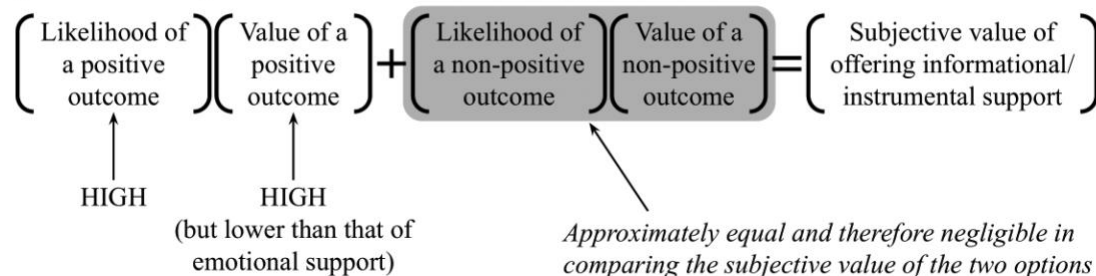 Likelihood of a positive outcome
Value of a positive outcome
+
Likelihood of a non-positive outcome
Value of a non-positive outcome
=
Subjective value of offering informational/ instrumental support
HIGH
HIGH
(but lower than that of
emotional support)
Approximately equal and therefore negligible in
comparing the subjective value of the two options